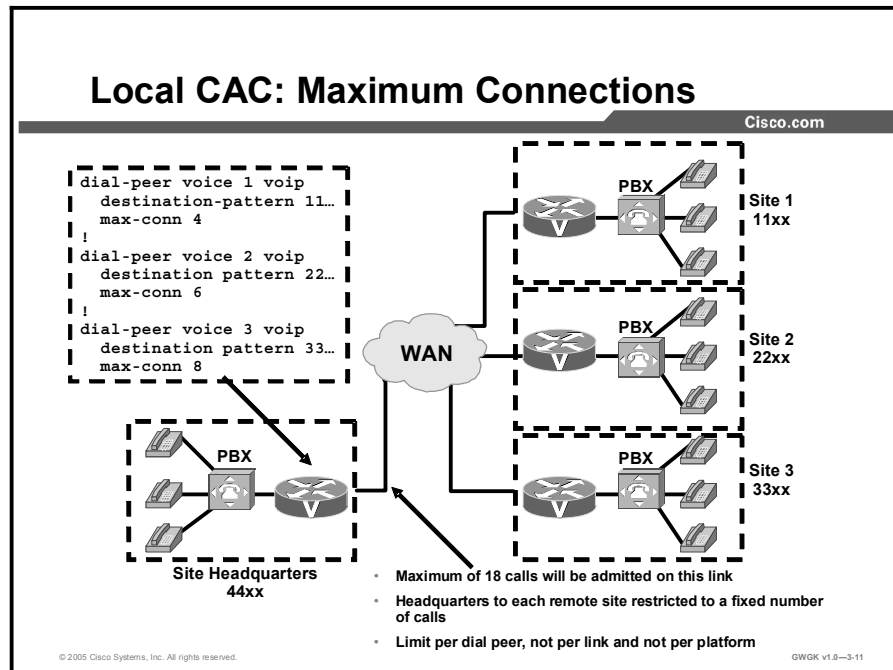 Local CAC: Maximum Connections
Cisco.com
dial-peer voice 1 voip
destination-pattern 11…
max-conn 4
!
dial-peer voice 2 voip
destination pattern 22…
max-conn 6
!
dial-peer voice 3 voip
destination pattern 33…
max-conn 8
PBX
Site 1
11xx
WAN
PBX
Site 2
22xx
PBX
Site 3
33xx
PBX
V
V
V
V
Site Headquarters
44xx
• Maximum of 18 calls will be admitted on this link
• Headquarters to each remote site restricted to a fixed number
of calls
• Limit per dial peer, not per link and not per platform
© 2005 Cisco Systems, Inc. All rights reserved.
GWGK v1.0—3-11